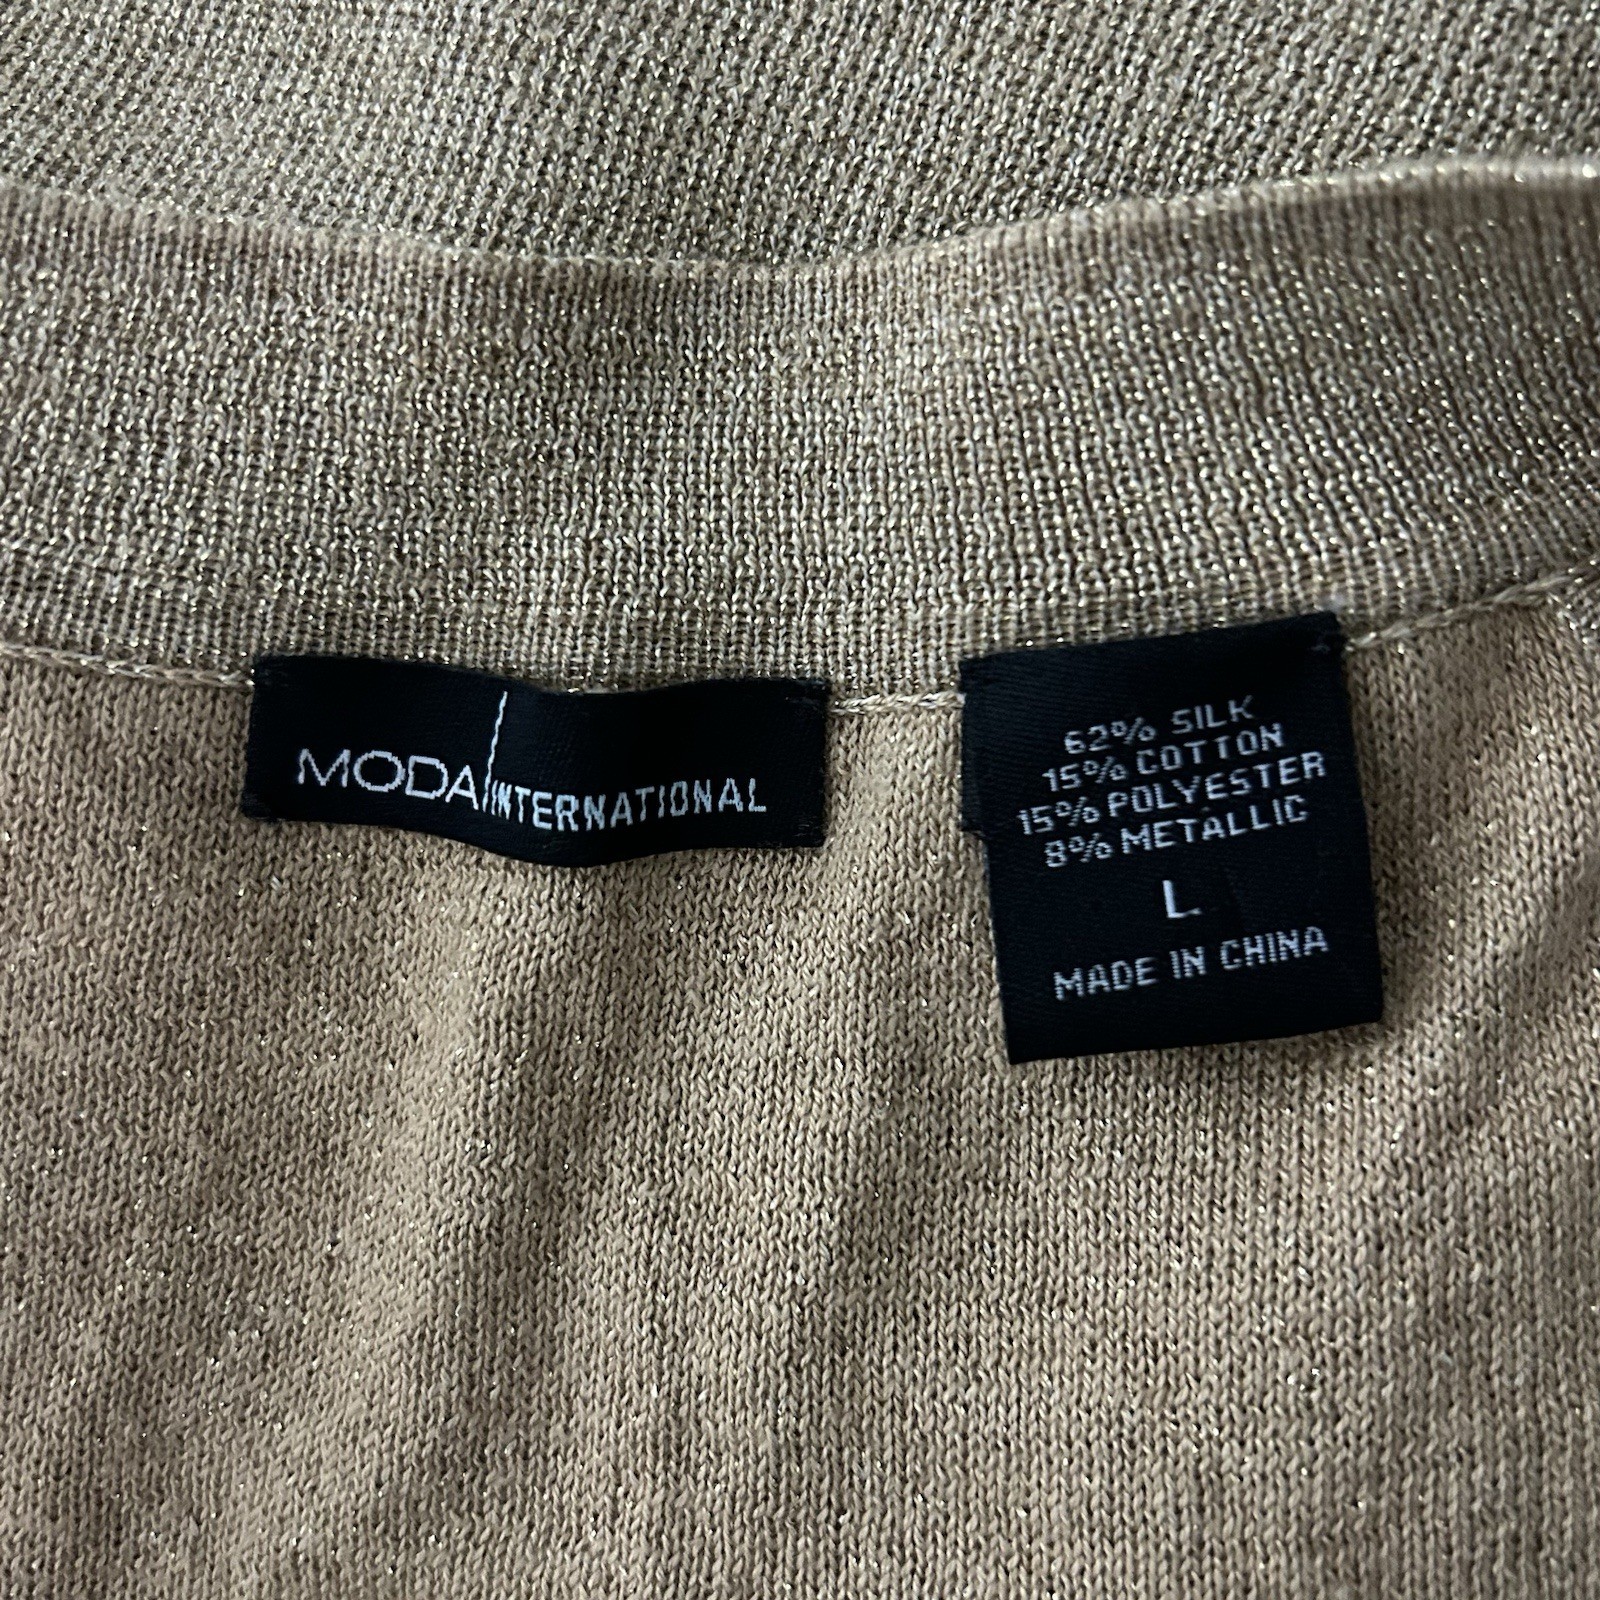 MODA INTERNATIONAL
62% SILK
15% COTTON
15% POLYESTER
8% METALLIC
L
MADE IN CHINA